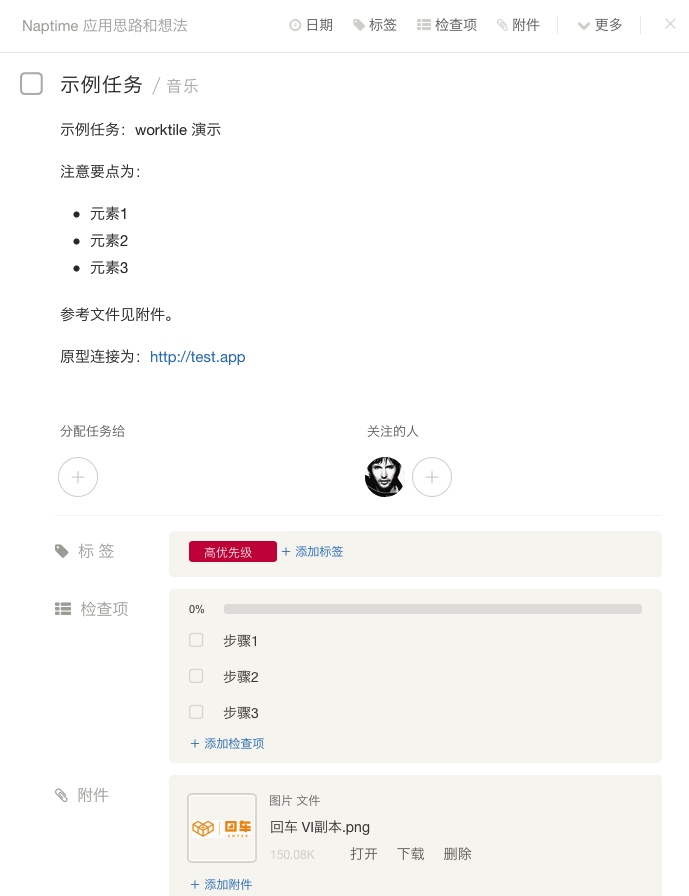 Naptime 应用思路和想法 日期 标签 检查项 附件 更多
示例任务 / 音乐
示例任务：worktile 演示
注意要点为：
元素1
元素2
元素3
参考文件见附件。
原型连接为：http://test.app
分配任务给 关注的人
标 签 高优先级 + 添加标签
检查项 0%
步骤1
步骤2
步骤3
+ 添加检查项
附件 图片 文件
回车
回车 VI副本.png
150.08K 打开 下载 删除
+ 添加附件